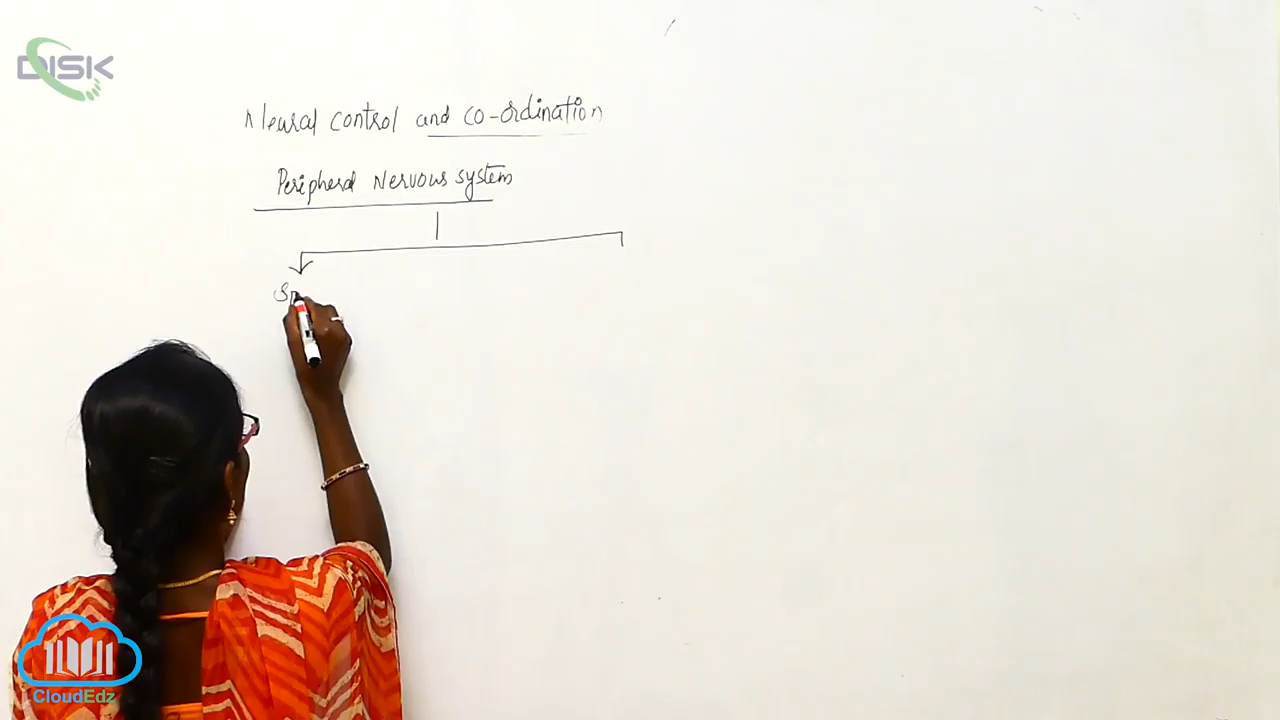 DISK
Neural control and co-ordination
Peripheral Nervous system
Sp
CloudEdz